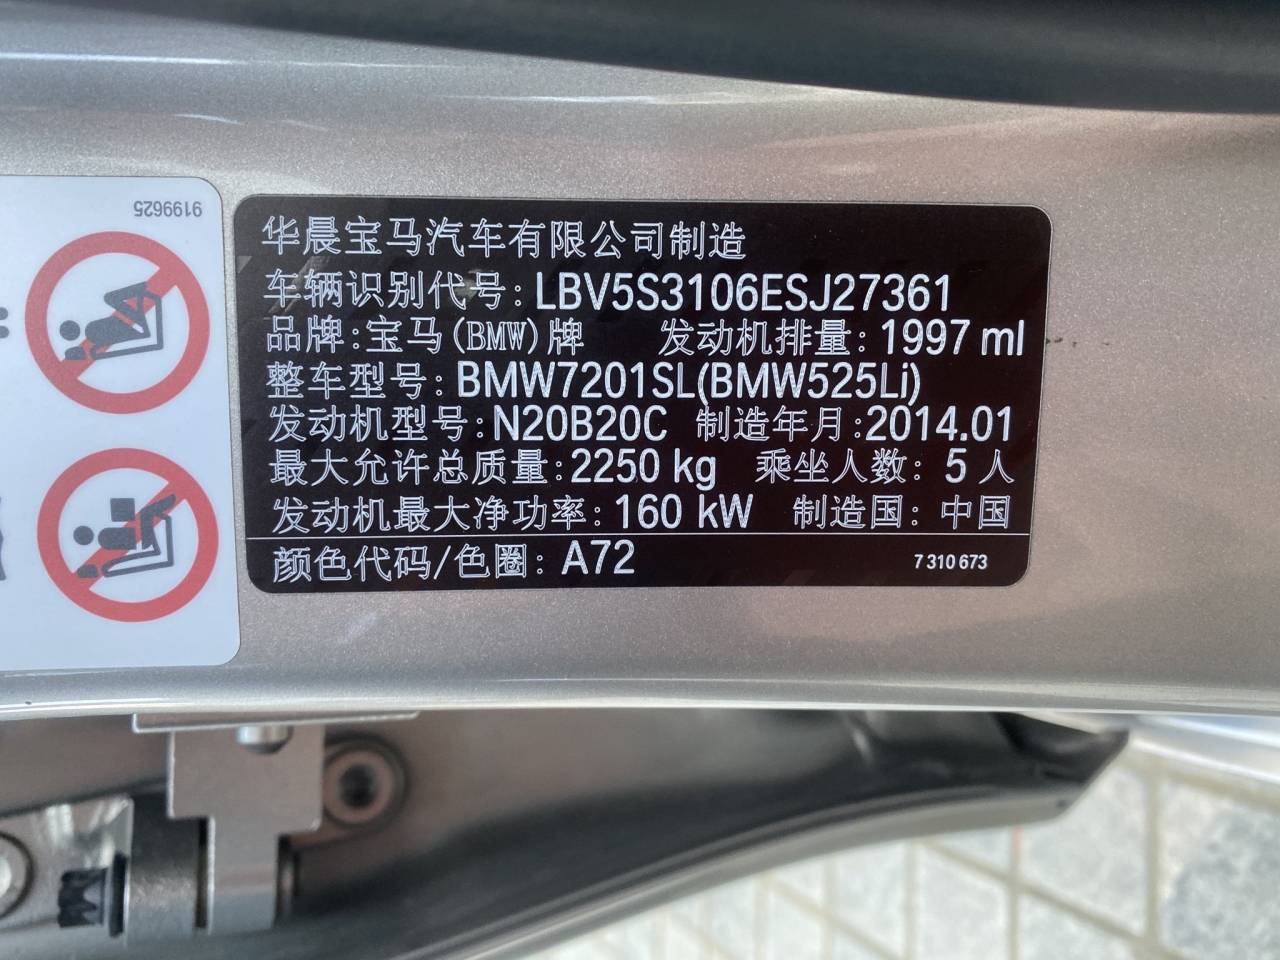 9199625
华晨宝马汽车有限公司制造
车辆识别代号: LBV5S3106ESJ27361
品牌:宝马(BMW)牌 发动机排量: 1997 ml
整车型号: BMW7201SL(BMW525Li)
发动机型号: N20B20C 制造年月:2014.01
最大允许总质量: 2250 kg 乘坐人数: 5 人
发动机最大净功率: 160 kW 制造国: 中国
颜色代码/色圈: A72 7 310 673